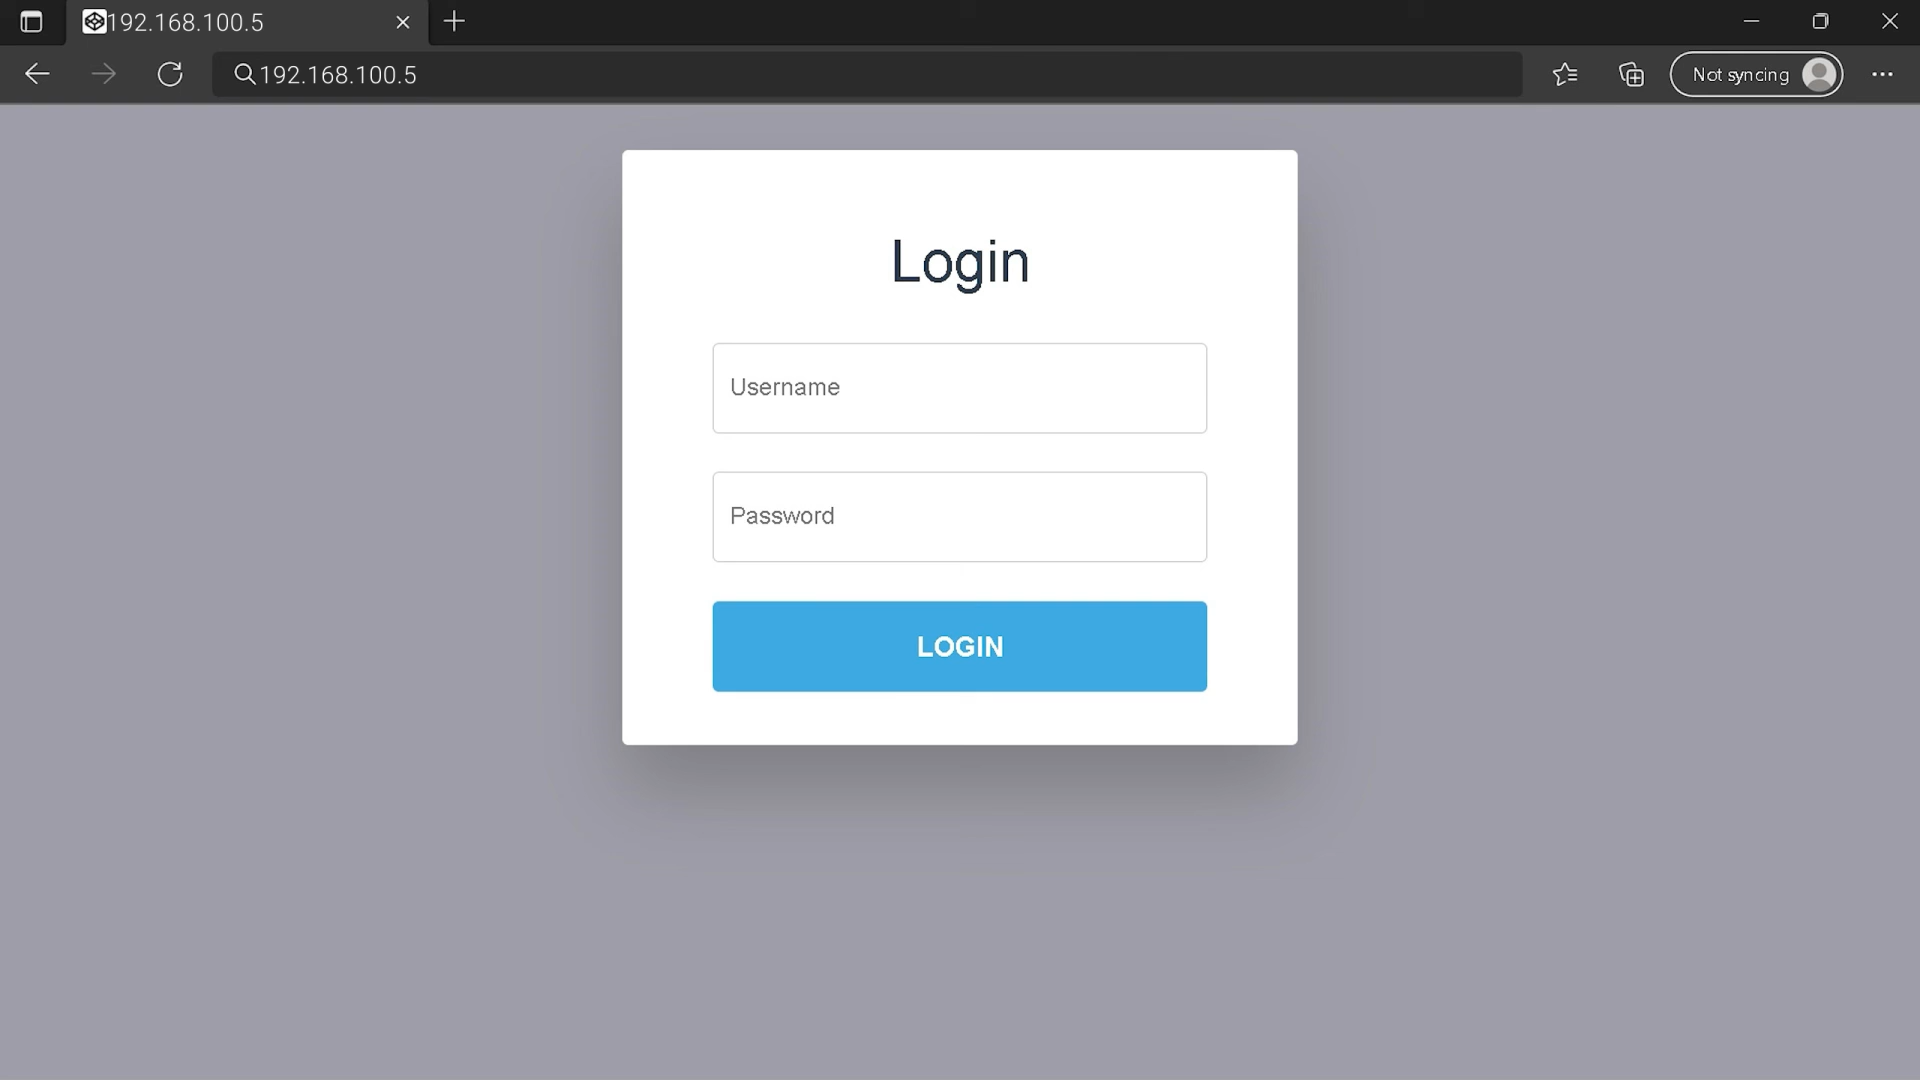 192.168.100.5
192.168.100.5
Not syncing
Login
Username
Password
LOGIN